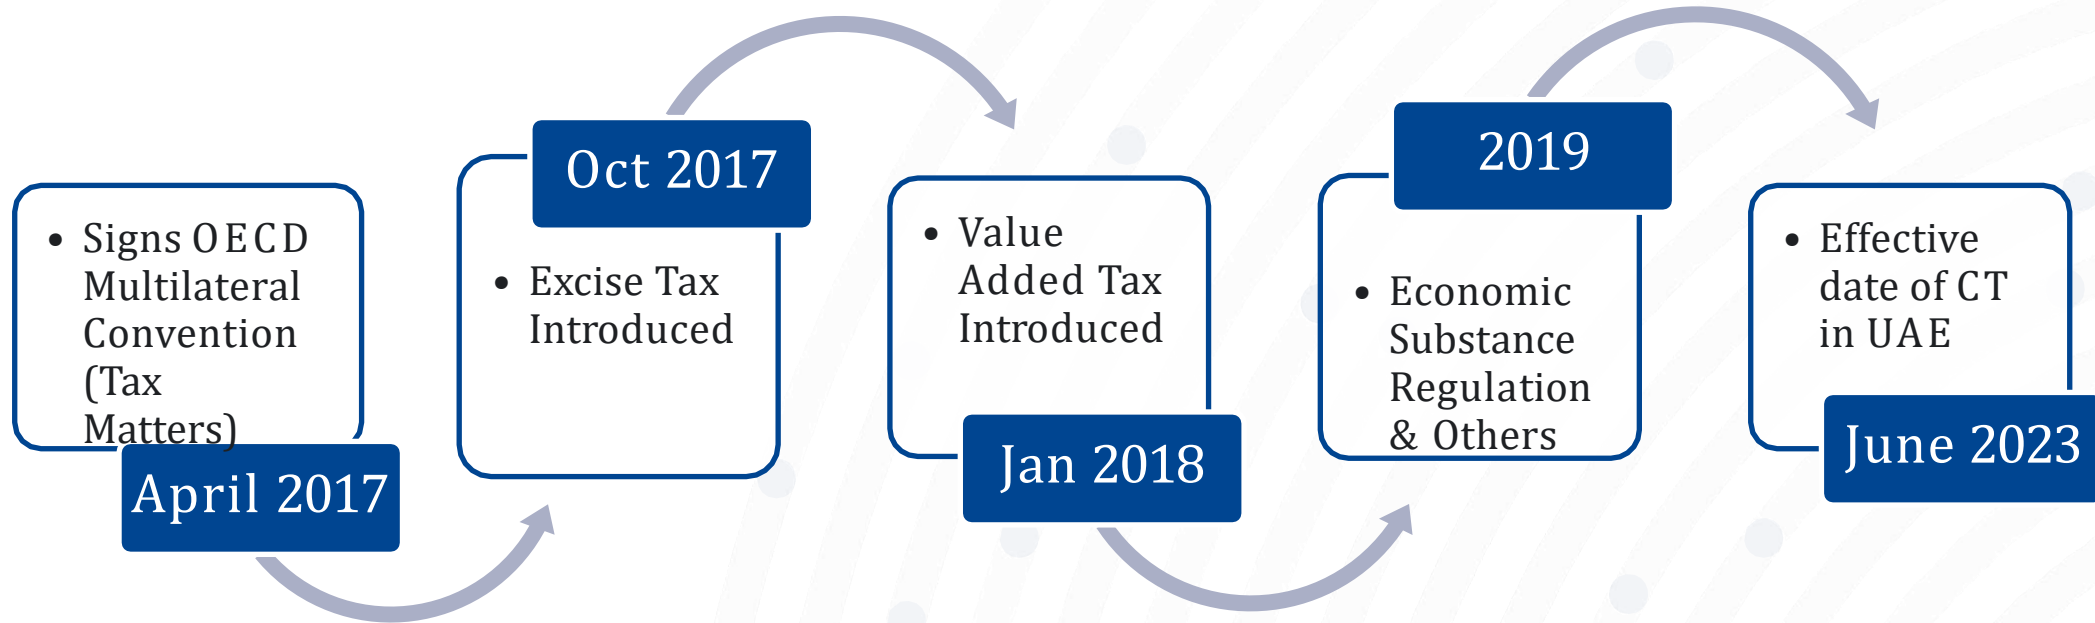 • Signs OECD
Multilateral
Convention
(Tax
Matters)
April 2017
Oct 2017
• Excise Tax
Introduced
• Value
Added Tax
Introduced
Jan 2018
2019
• Economic
Substance
Regulation
& Others
• Effective
date of CT
in UAE
June 2023